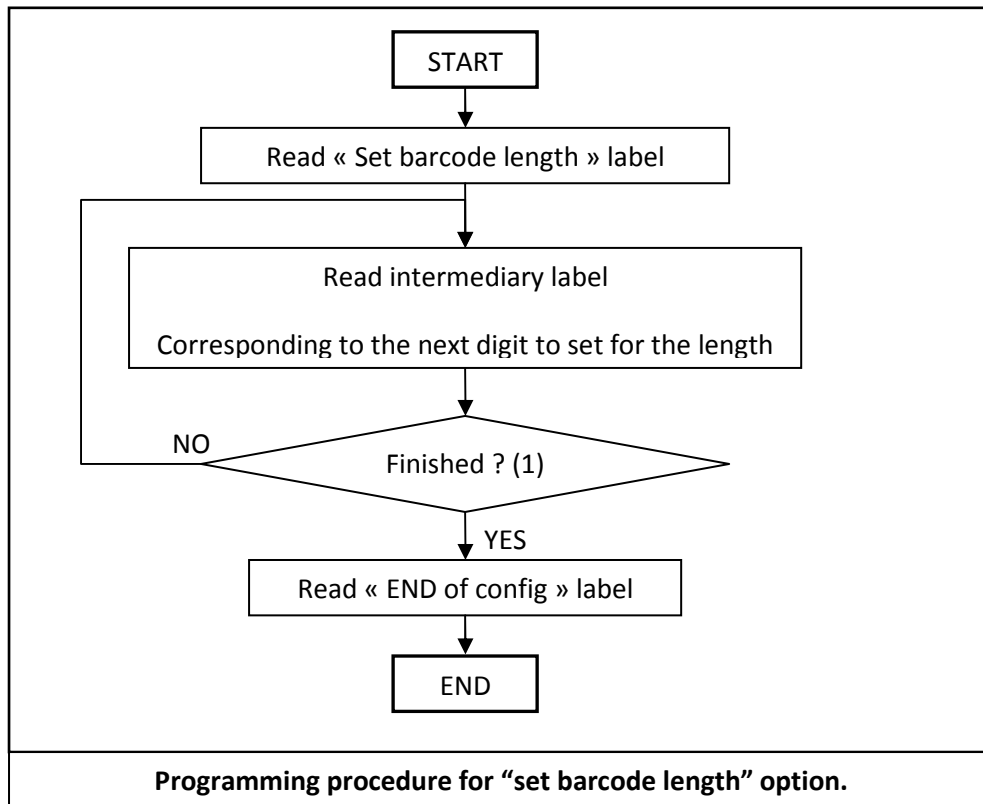 START
Read « Set barcode length » label
Read intermediary label
Corresponding to the next digit to set for the length
NO
Finished ? (1)
YES
Read « END of config » label
END
Programming procedure for “set barcode length” option.